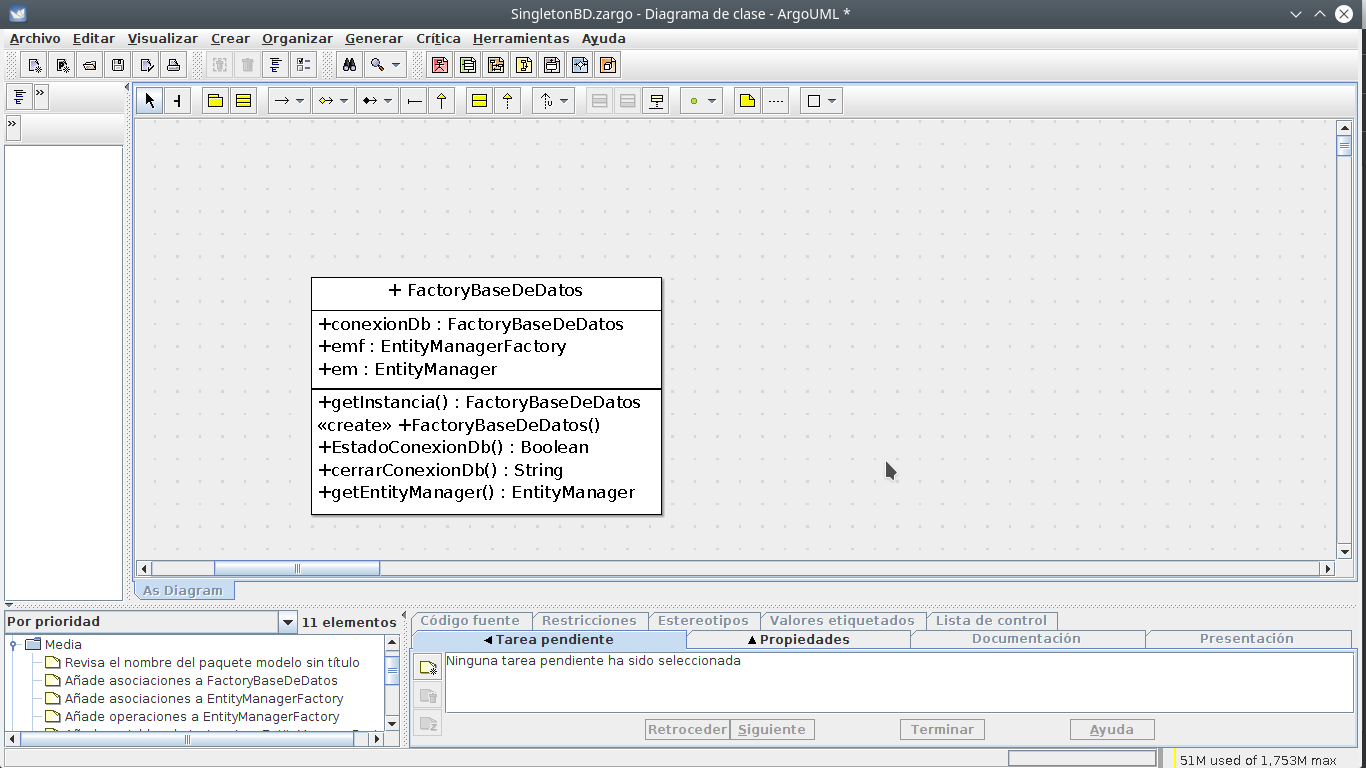 SingletonBD.zargo - Diagrama de clase - ArgoUML *
Archivo Editar Visualizar Crear Organizar Generar Crítica Herramientas Ayuda
+ FactoryBaseDeDatos
+conexionDb : FactoryBaseDeDatos
+emf : EntityManagerFactory
+em : EntityManager
+getInstancia() : FactoryBaseDeDatos
«create» +FactoryBaseDeDatos()
+EstadoConexionDb() : Boolean
+cerrarConexionDb() : String
+getEntityManager() : EntityManager
As Diagram
Por prioridad 11 elementos
Media
Revisa el nombre del paquete modelo sin título
Añade asociaciones a FactoryBaseDeDatos
Añade asociaciones a EntityManagerFactory
Añade operaciones a EntityManagerFactory
Código fuente Restricciones Estereotipos Valores etiquetados Lista de control
Tarea pendiente Propiedades Documentación Presentación
Ninguna tarea pendiente ha sido seleccionada
Retroceder Siguiente Terminar Ayuda
51M used of 1,753M max